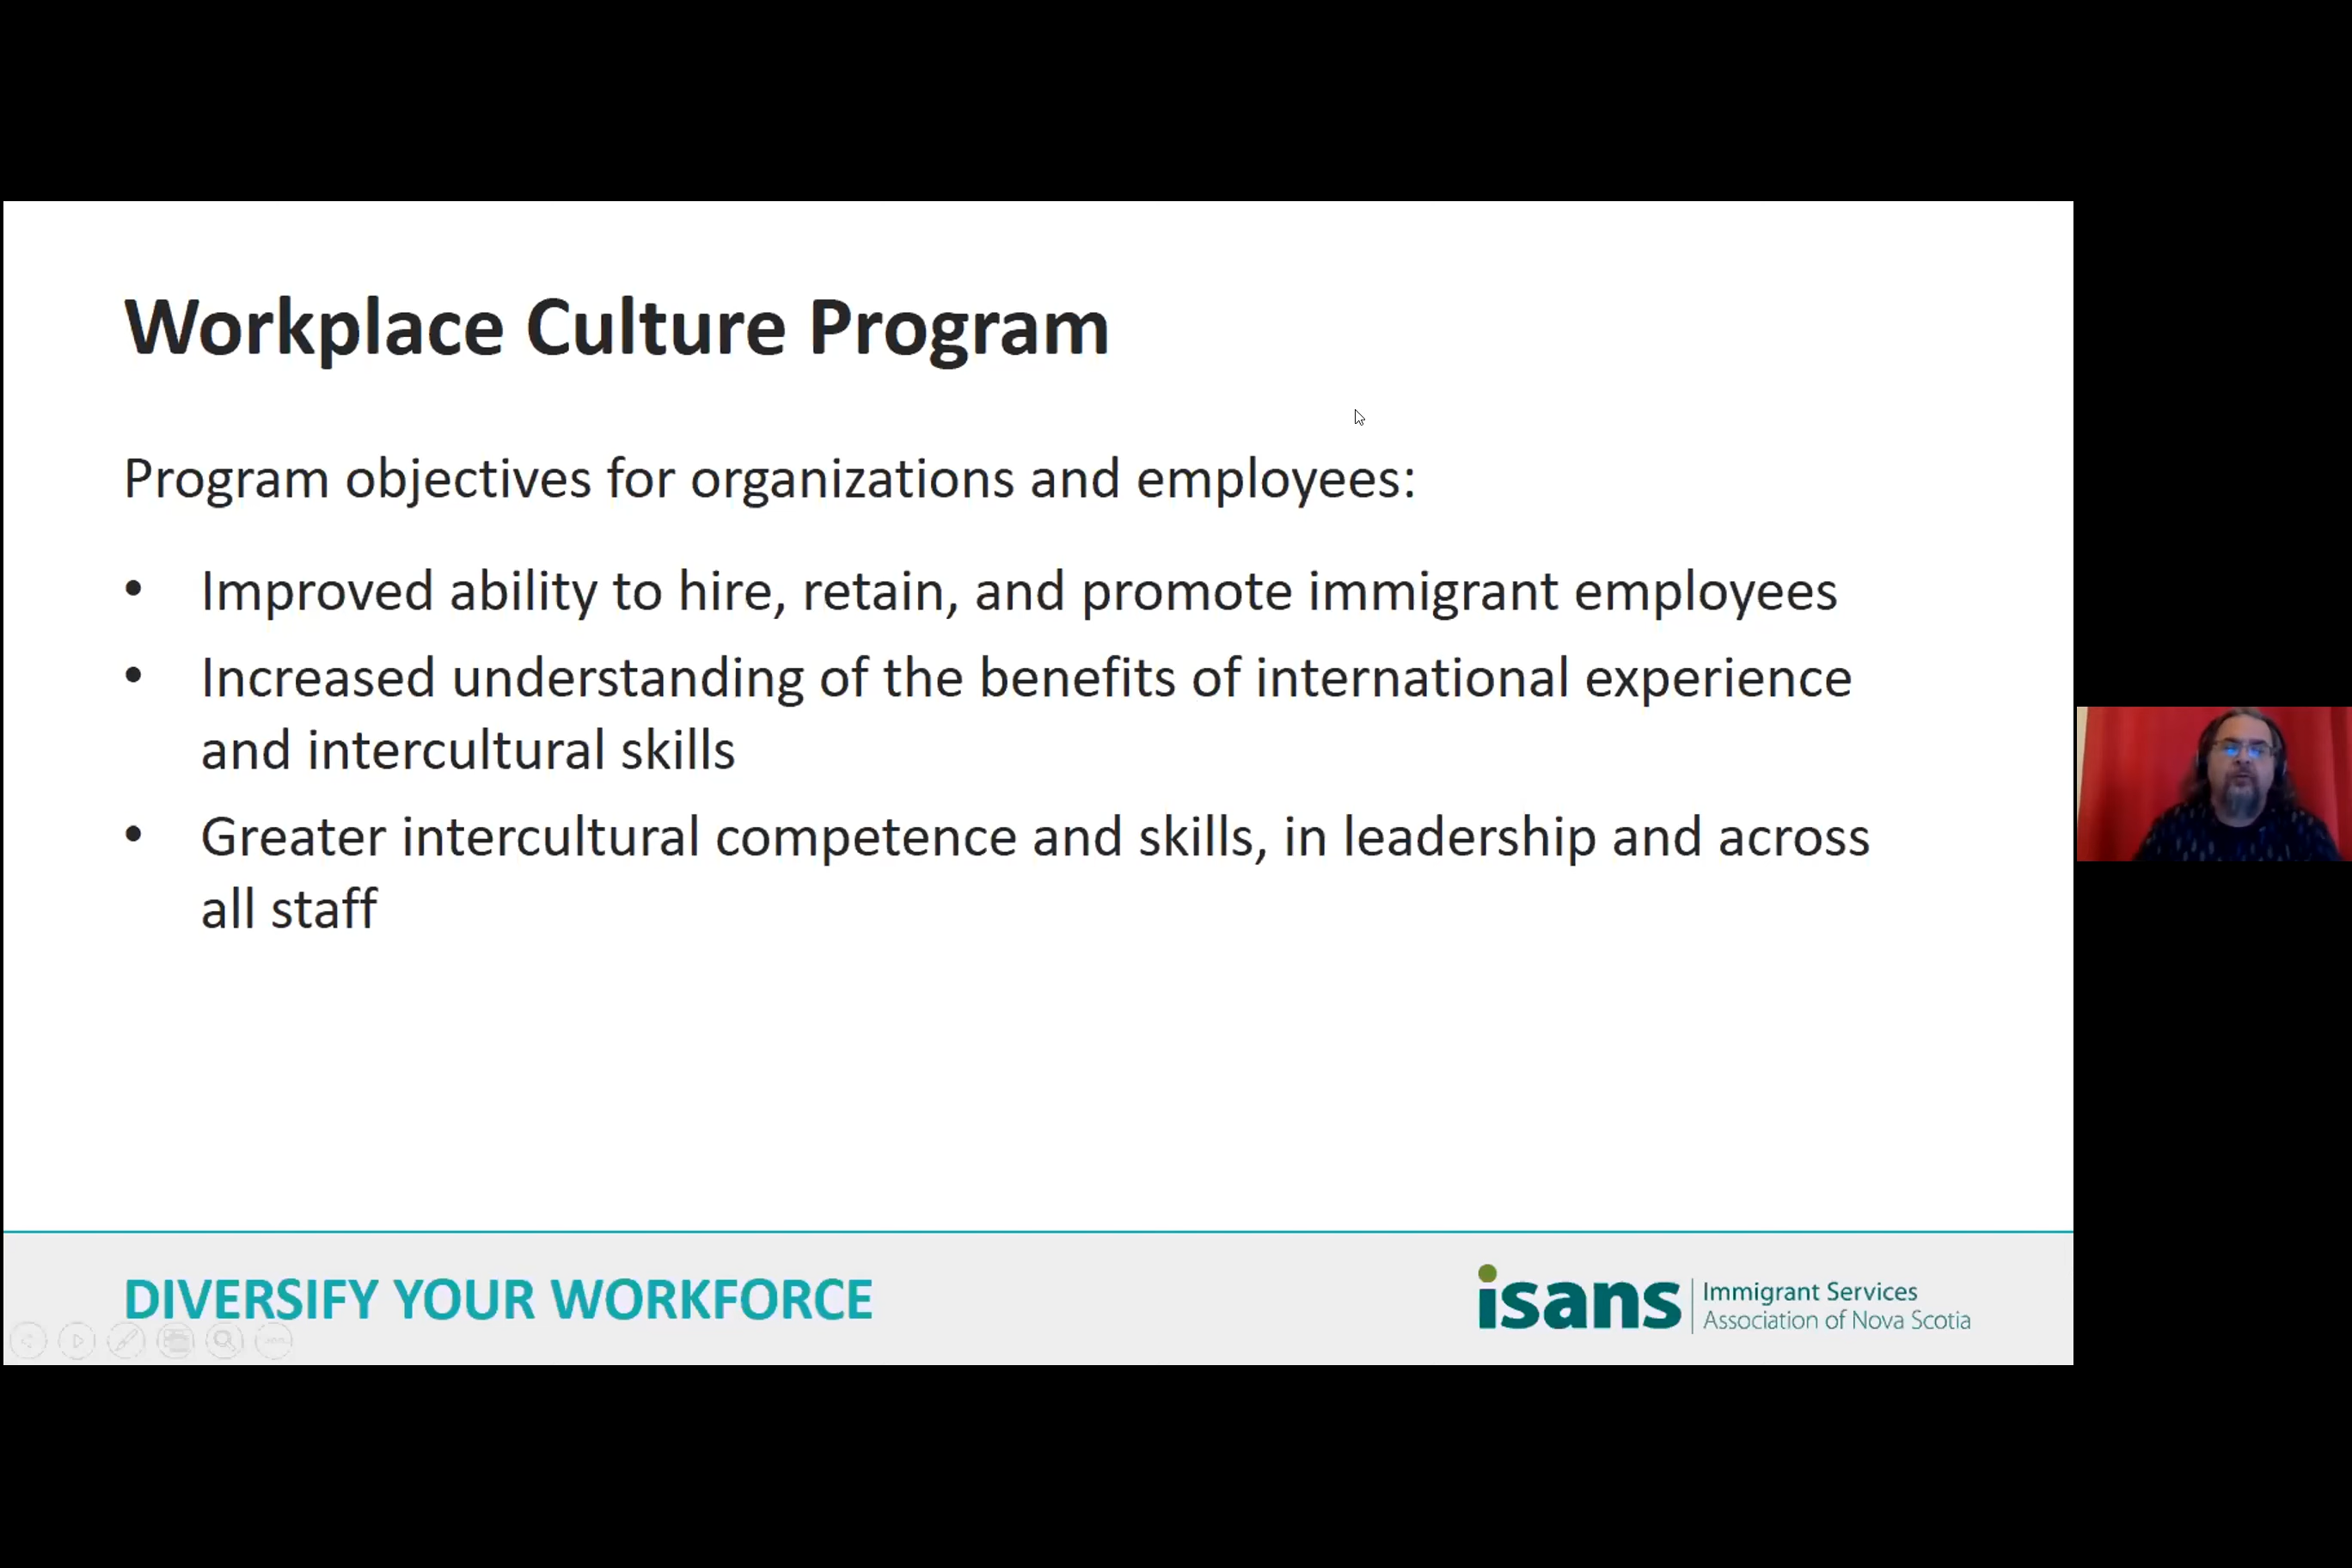 Workplace Culture Program
Program objectives for organizations and employees:
• Improved ability to hire, retain, and promote immigrant employees
• Increased understanding of the benefits of international experience
and intercultural skills
• Greater intercultural competence and skills, in leadership and across
all staff
DIVERSIFY YOUR WORKFORCE
isans
Immigrant Services
Association of Nova Scotia